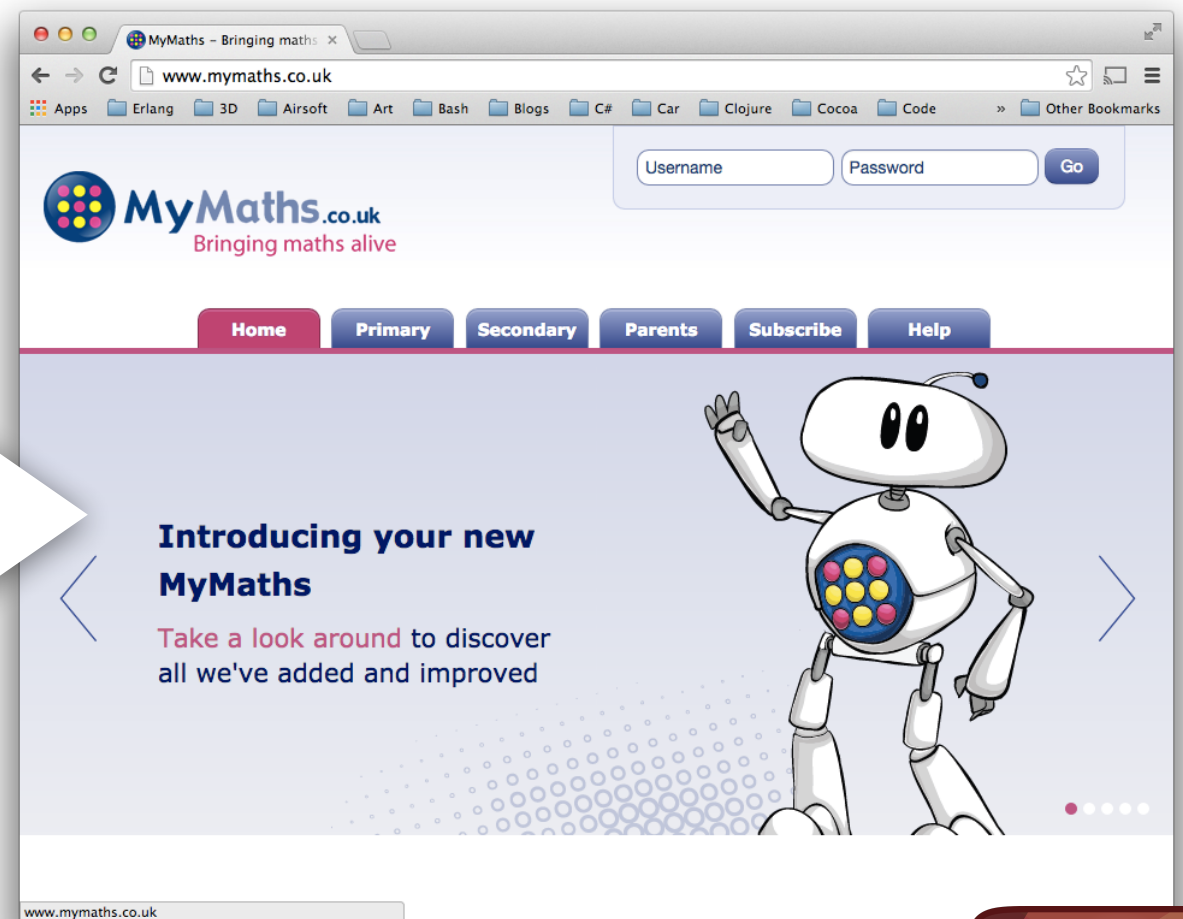 MyMaths – Bringing maths
www.mymaths.co.uk
Apps Erlang 3D Airsoft Art Bash Blogs C# Car Clojure Cocoa Code » Other Bookmarks
Username Password Go
MyMaths.co.uk
Bringing maths alive
Home Primary Secondary Parents Subscribe Help
Introducing your new
MyMaths
Take a look around to discover
all we've added and improved
www.mymaths.co.uk